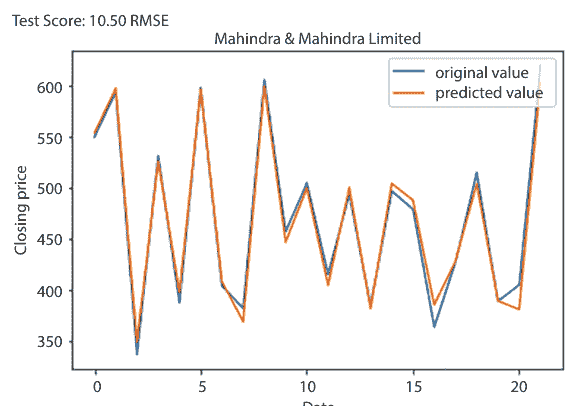 Test Score: 10.50 RMSE
Mahindra & Mahindra Limited
original value
predicted value
Closing price
600
550
500
450
400
350
0
5
10
15
20